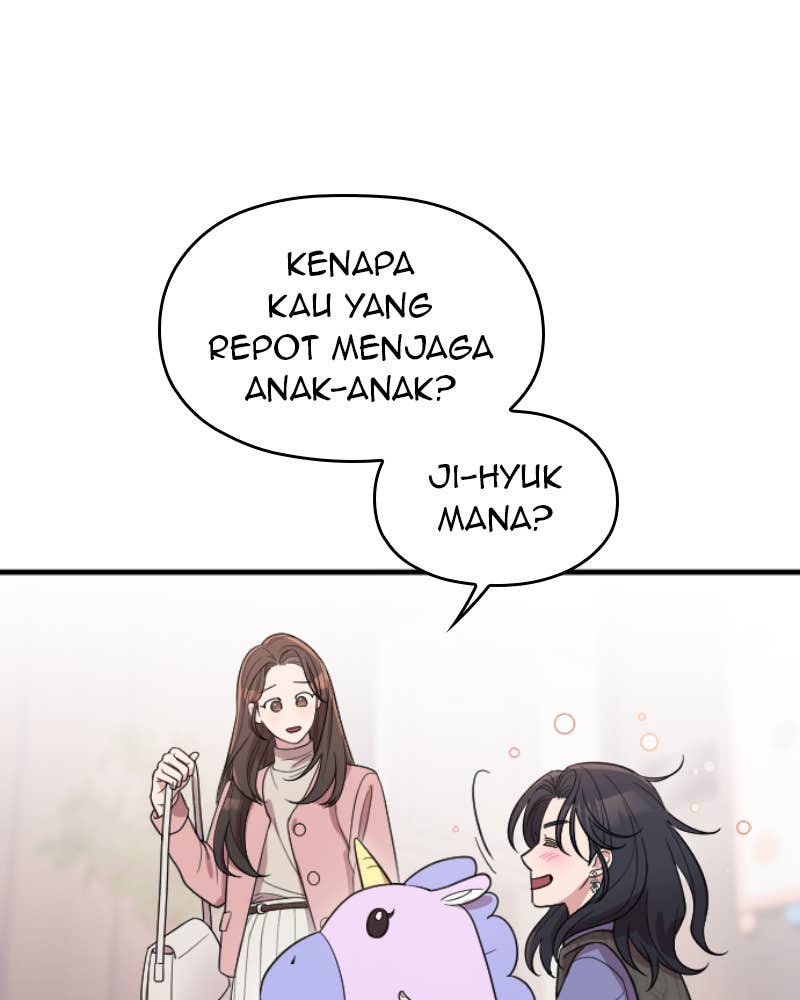 KENAPA
KAU YANG
REPOT MENJAGA
ANAK-ANAK?
JI-HYUK
MANA?